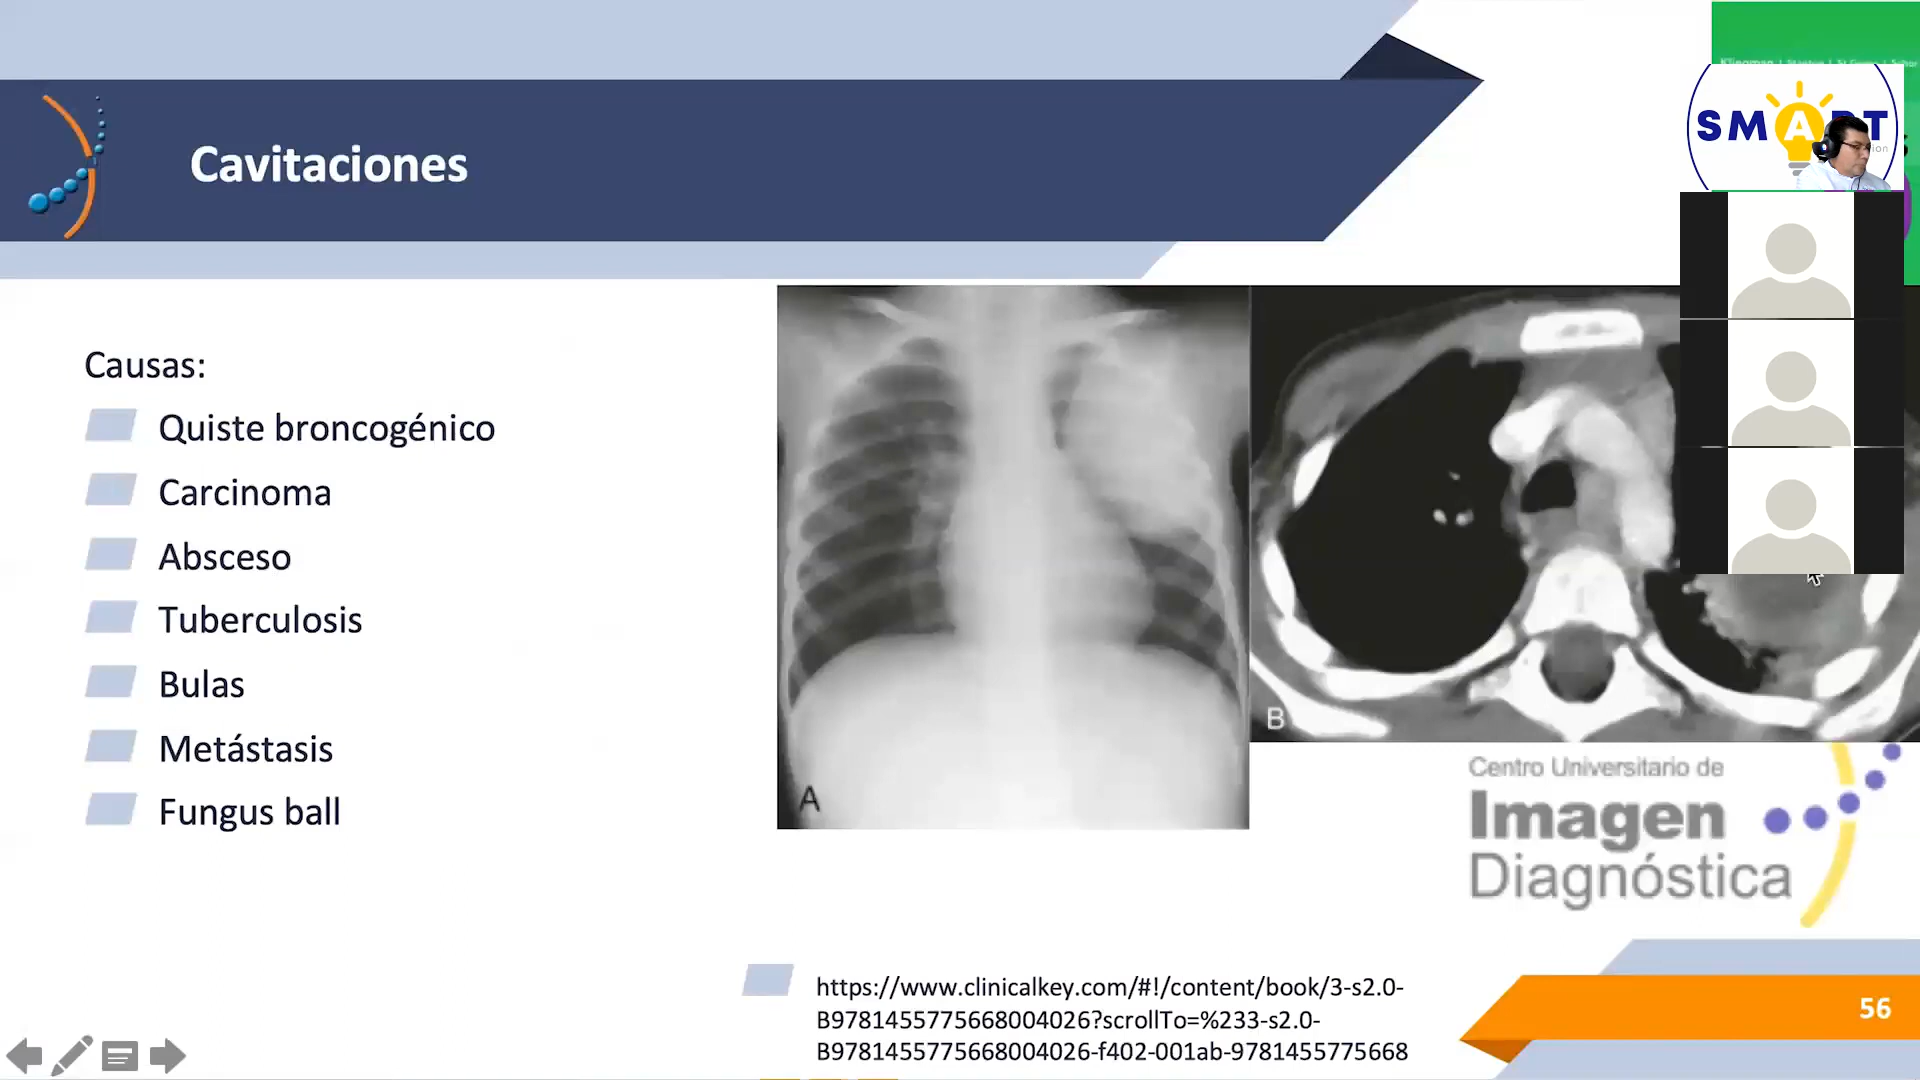 Cavitaciones
SMART
Causas:
Quiste broncogénico
Carcinoma
Absceso
Tuberculosis
Bulas
Metástasis
Fungus ball
A
B
Centro Universitario de
Imagen
Diagnóstica
https://www.clinicalkey.com/#!/content/book/3-s2.0-
B9781455775668004026?scrollTo=%233-s2.0-
B9781455775668004026-f402-001ab-9781455775668
56